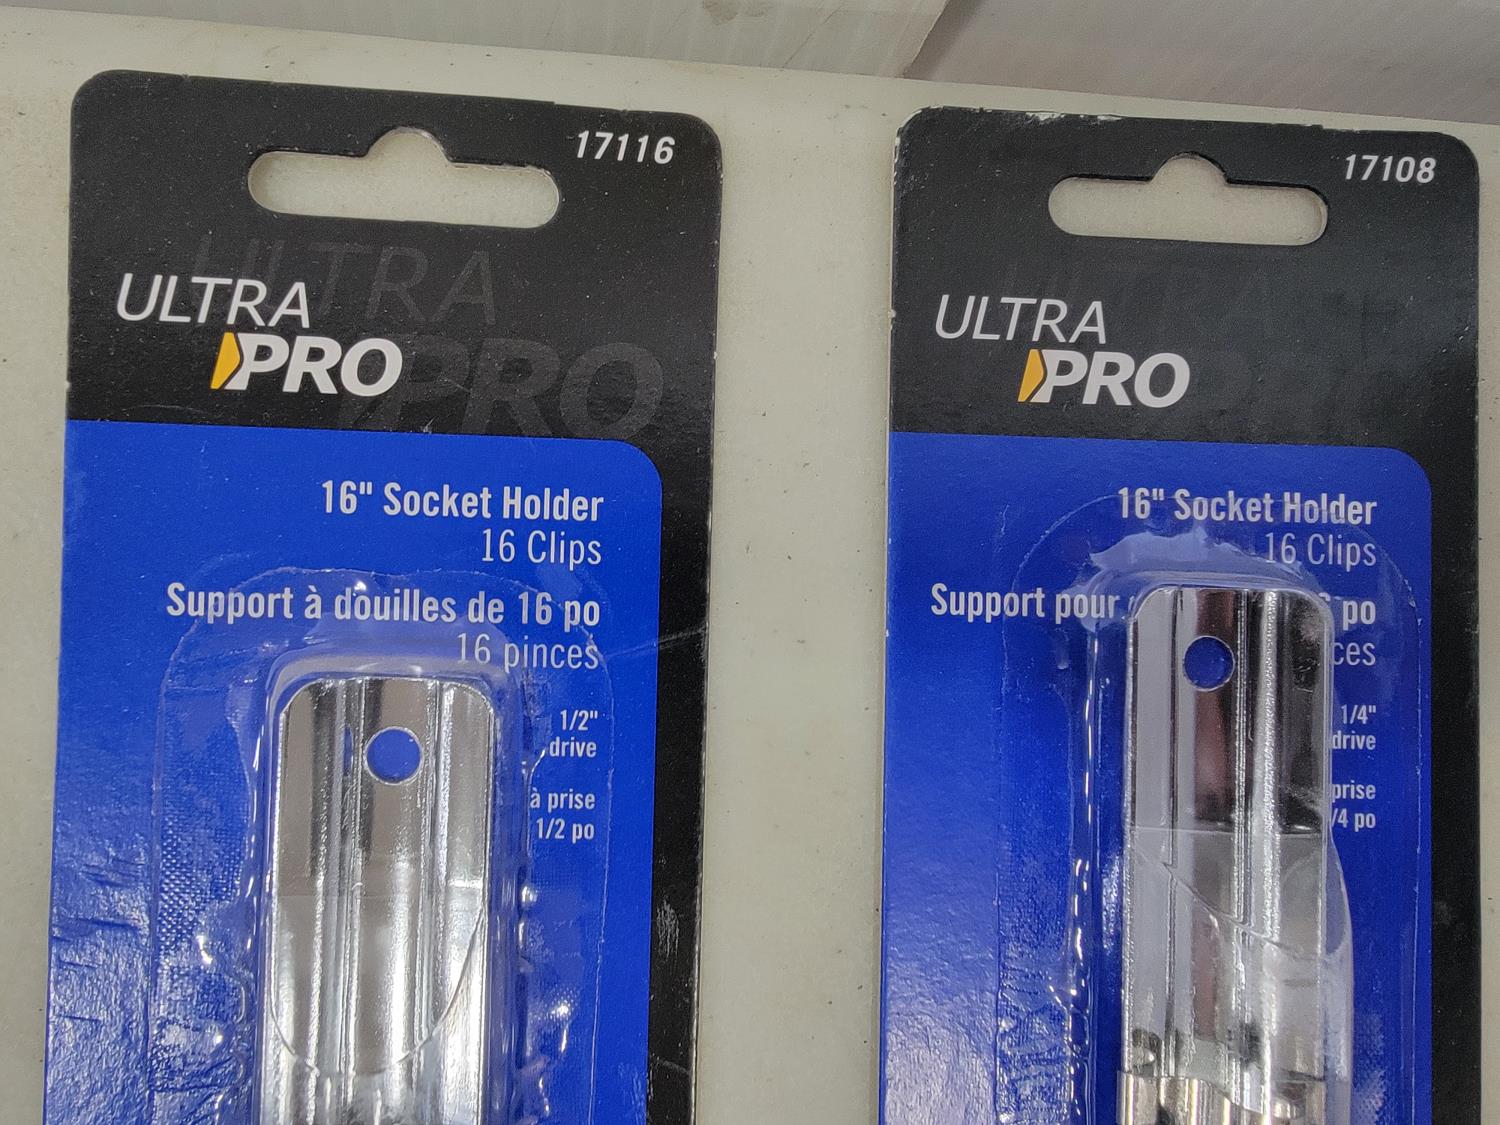 17116
ULTRA
PRO
ULTRA
PRO
16" Socket Holder
16 Clips
Support à douilles de 16 po
16 pinces
1/2"
drive
à prise
1/2 po
17108
ULTRA
PRO
16" Socket Holder
16 Clips
Support pour
po
1/4"
drive
prise
/4 po